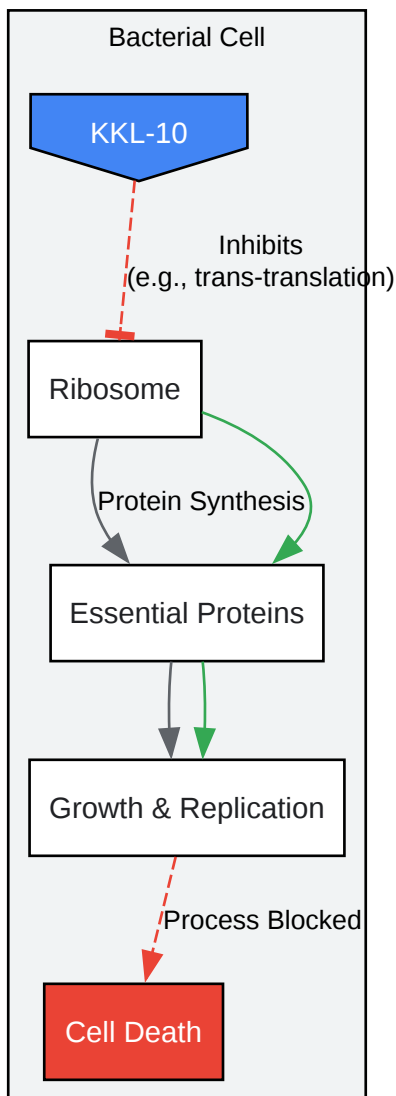 Bacterial Cell
KKL-10
Inhibits
(e.g., trans-translation)
Ribosome
Protein Synthesis
Essential Proteins
Growth & Replication
Process Blocked
Cell Death